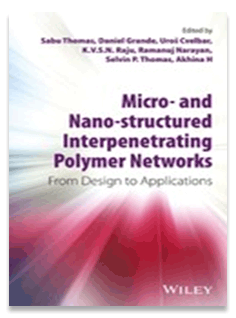 Edited by
Sabu Thomas, Daniel Grande, Uroš Cvelbar,
K.V.S.N. Raju, Ramanuj Narayan,
Selvin P. Thomas, Akhina H
Micro- and
Nano-structured
Interpenetrating
Polymer Networks
From Design to Applications
WILEY